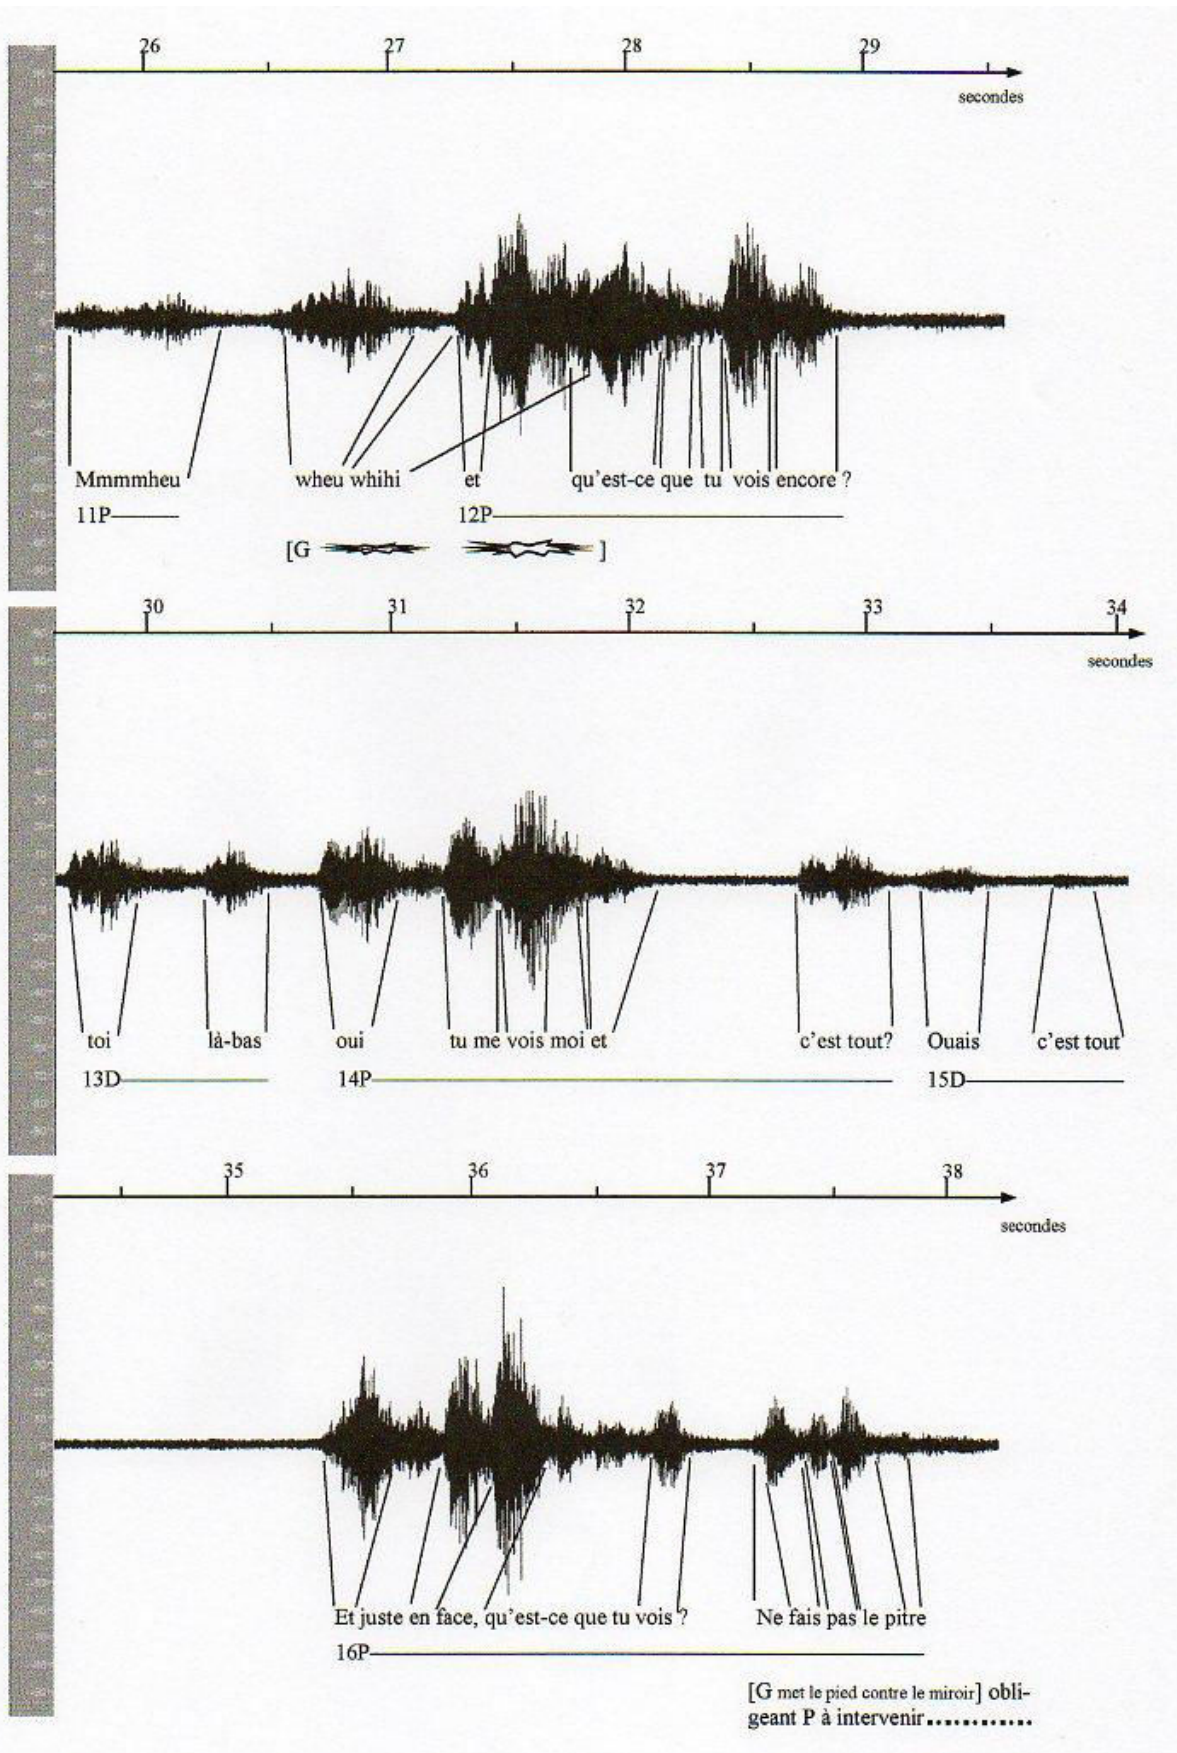 26 27 28 29
secondes
Mmmmheu wheu whihi et qu'est-ce que tu vois encore ?
11P 12P
[G ]
30 31 32 33 34
secondes
toi là-bas oui tu me vois moi et c'est tout? Ouais c'est tout
13D 14P 15D
35 36 37 38
secondes
Et juste en face, qu'est-ce que tu vois ? Ne fais pas le pitre
16P
[G met le pied contre le miroir] obli-
geant P à intervenir............